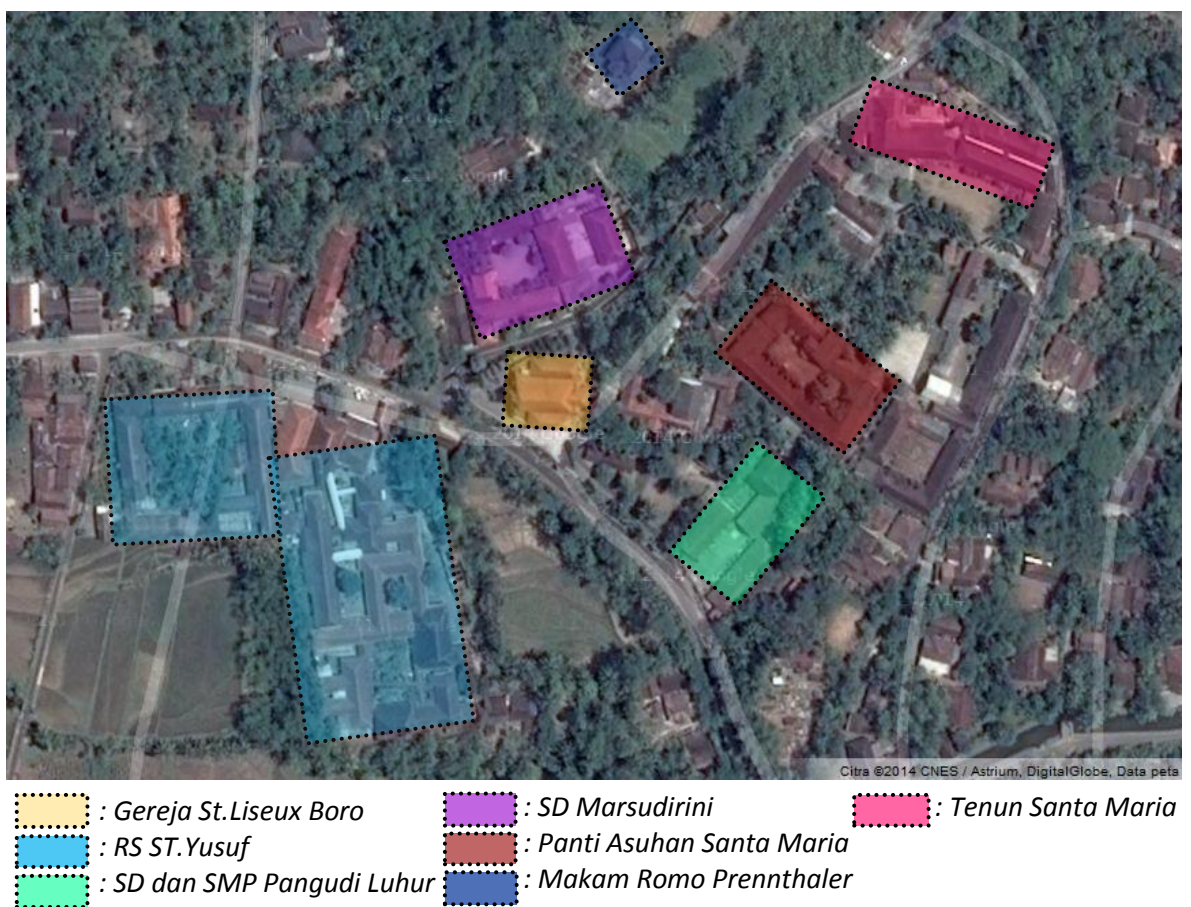 Citra ©2014 CNES / Astrium, DigitalGlobe, Data peta
: Gereja St.Liseux Boro
: RS ST.Yusuf
: SD dan SMP Pangudi Luhur
: SD Marsudirini
: Panti Asuhan Santa Maria
: Makam Romo Prennthaler
: Tenun Santa Maria